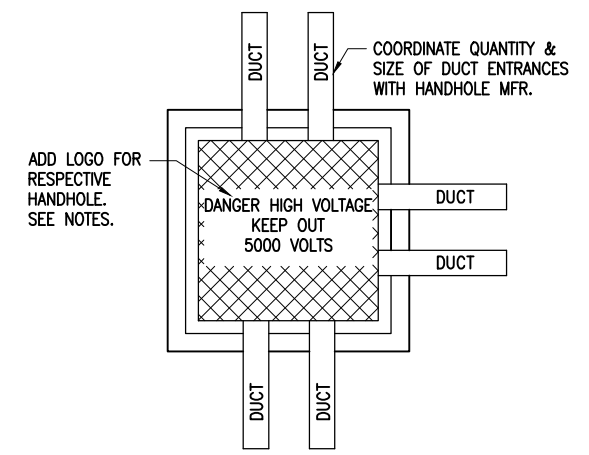 DUCT
DUCT
COORDINATE QUANTITY &
SIZE OF DUCT ENTRANCES
WITH HANDHOLE MFR.
ADD LOGO FOR
RESPECTIVE
HANDHOLE.
SEE NOTES.
DANGER HIGH VOLTAGE
KEEP OUT
5000 VOLTS
DUCT
DUCT
DUCT
DUCT